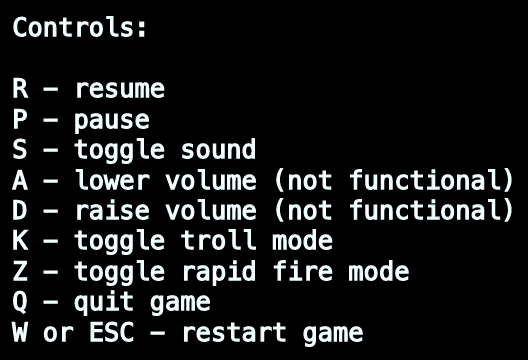 Controls:
R – resume
P – pause
S – toggle sound
A – lower volume (not functional)
D – raise volume (not functional)
K – toggle troll mode
Z – toggle rapid fire mode
Q – quit game
W or ESC – restart game